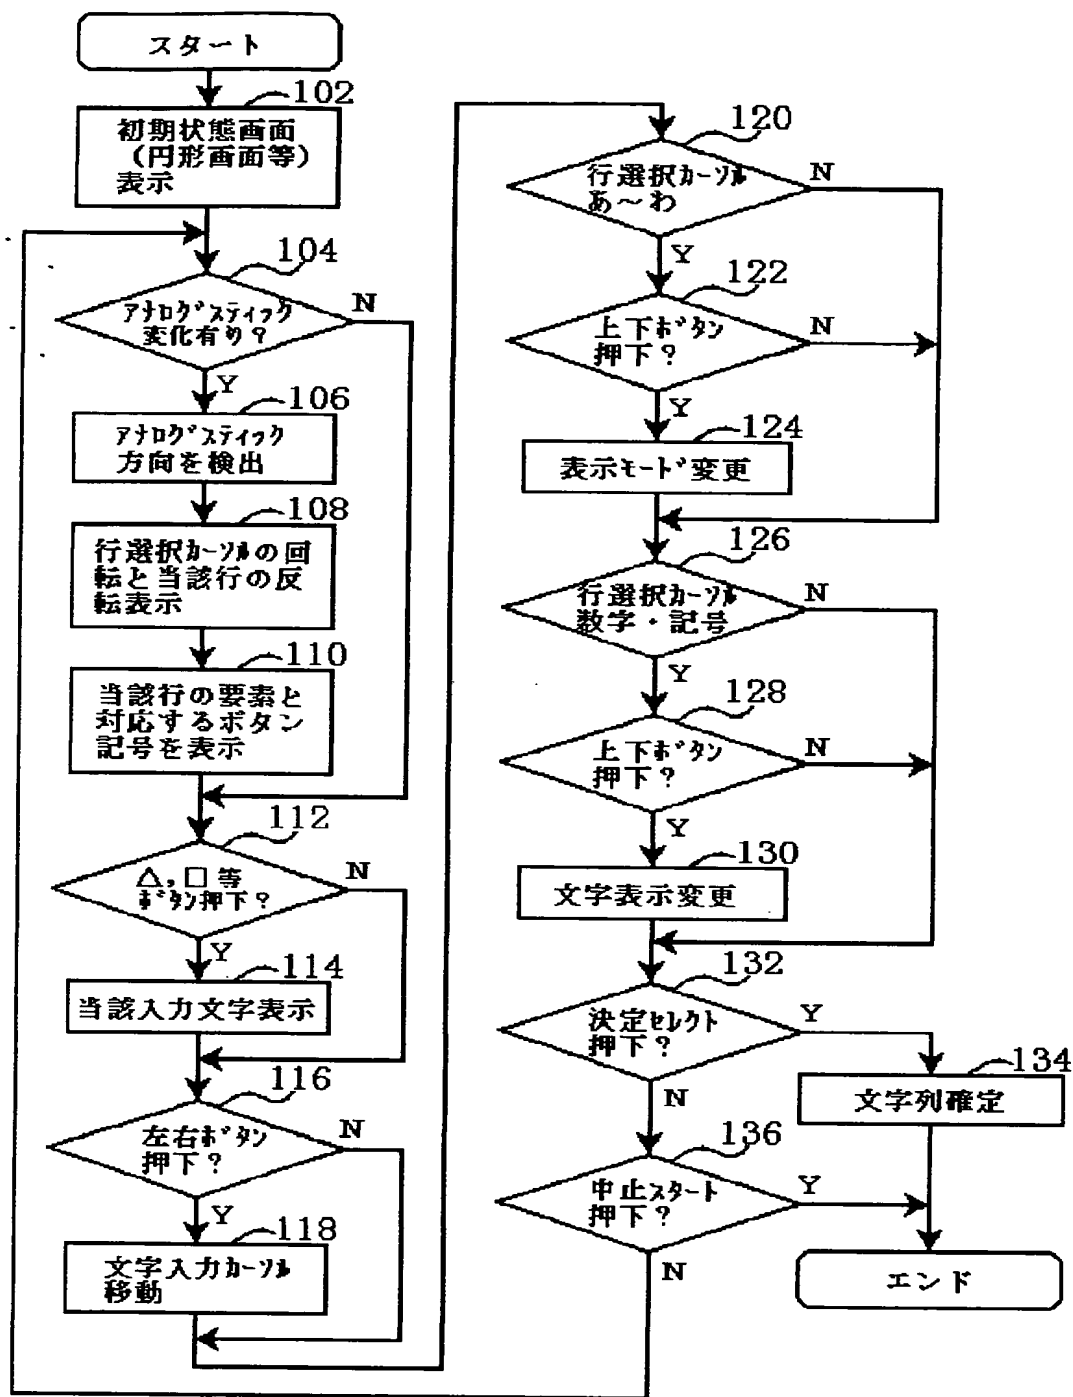 スタート
102
初期状態画面
(円形画面等)
表示
104
アナログスティック
変化有り?
N
Y
106
アナログスティック
方向を検出
108
行選択カーソルの回
転と当該行の反
転表示
110
当該行の要素と
対応するボタン
記号を表示
112
△,□等
ボタン押下?
N
Y
114
当該入力文字表示
116
左右ボタン
押下?
N
Y
118
文字入力カーソル
移動
120
行選択カーソル
あ~わ
N
Y
122
上下ボタン
押下?
N
Y
124
表示モード変更
126
行選択カーソル
数字・記号
N
Y
128
上下ボタン
押下?
N
Y
130
文字表示変更
132
決定セレクト
押下?
Y
N
134
文字列確定
136
中止スタート
押下?
Y
N
エンド